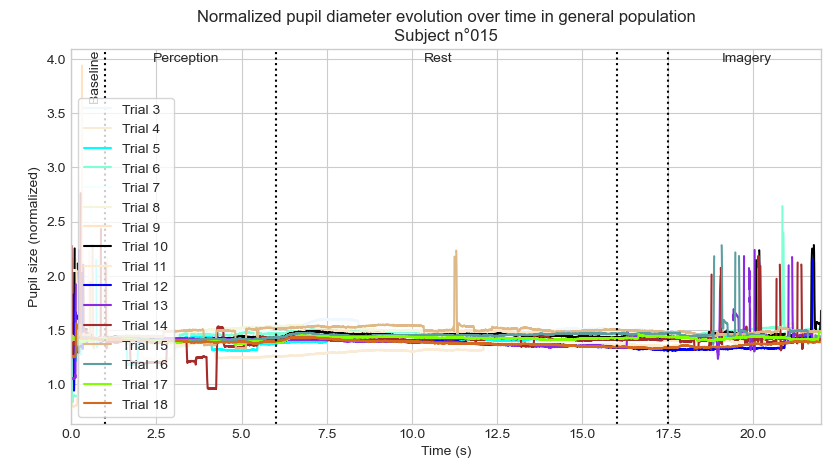 Normalized pupil diameter evolution over time in general population
Subject n°015
Baseline
Perception
Rest
Imagery
Pupil size (normalized)
4.0
3.5
3.0
2.5
2.0
1.5
1.0
Trial 3
Trial 4
Trial 5
Trial 6
Trial 7
Trial 8
Trial 9
Trial 10
Trial 11
Trial 12
Trial 13
Trial 14
Trial 15
Trial 16
Trial 17
Trial 18
0.0 2.5 5.0 7.5 10.0 12.5 15.0 17.5 20.0
Time (s)